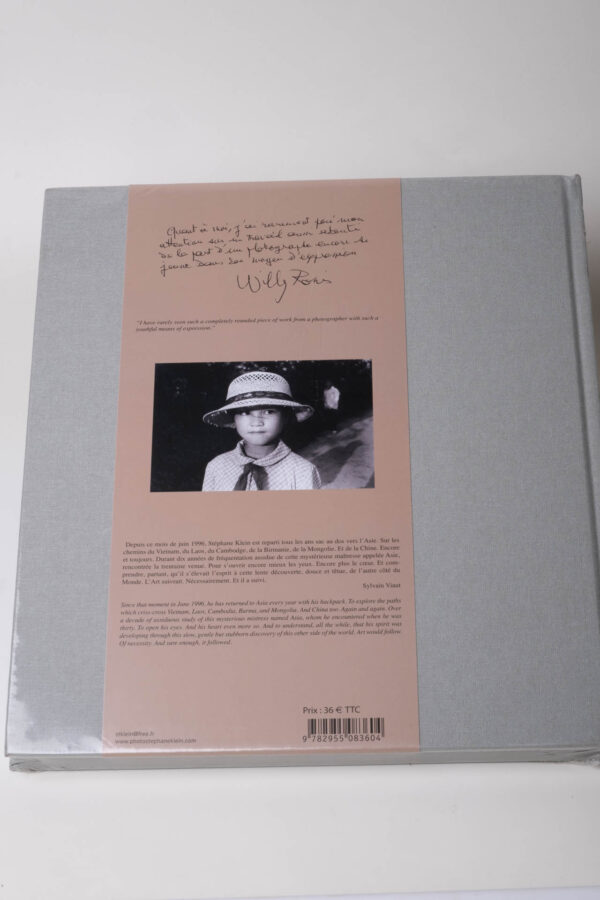 Quant à moi, j'ai rarement posé mon
attention sur un travail aussi
de la part d'un photographe encore si
jeune dans son moyen d'expression
Willy Ronis
"I have rarely seen such a completely rounded piece of work from a photographer with such a
youthful means of expression."
Depuis ce mois de juin 1996, Stéphane Klein est reparti tous les ans sac au dos vers l'Asie. Sur les
chemins du Vietnam, du Laos, du Cambodge, de la Birmanie, de la Mongolie. Et de la Chine. Encore
et toujours. Durant dix années de fréquentation assidue de cette mystérieuse maîtresse appelée Asie,
rencontrée la trentaine venue. Pour s'ouvrir encore mieux les yeux. Encore plus le cœur. Et com-
prendre, partant, qu'il s'élevait l'esprit à cette lente découverte, douce et têtue, de l'autre côté du
Monde. L'Art suivrait. Nécessairement. Et il a suivi.
Sylvain Viaut
Since that moment in June 1996, he has returned to Asia every year with his backpack. To explore the paths
which criss-cross Vietnam, Laos, Cambodia, Burma, and Mongolia. And China too. Again and again. Over
a decade of assiduous study of this mysterious mistress named Asia, whom he encountered when he was
thirty. To open his eyes. And his heart even more so. And to understand, all the while, that his spirit was
developing through this slow, gentle but stubborn discovery of this other side of the world. Art would follow.
Of necessity. And sure enough, it followed.
Prix : 36 € TTC
stklein@free.fr
www.photostephaneklein.com
9 782955 083604